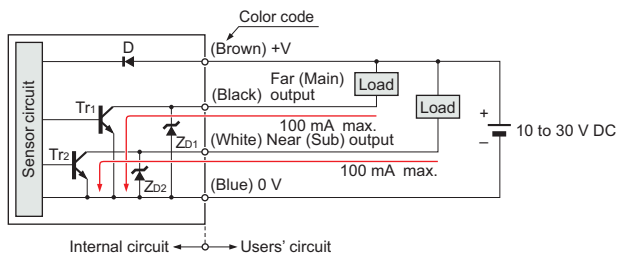 Color code
D
(Brown) +V
Sensor circuit
Far (Main)
(Black) output
Load
Load
Tr1
100 mA max.
ZD1
+
−
10 to 30 V DC
(White) Near (Sub) output
Tr2
100 mA max.
ZD2
(Blue) 0 V
Internal circuit
Users' circuit